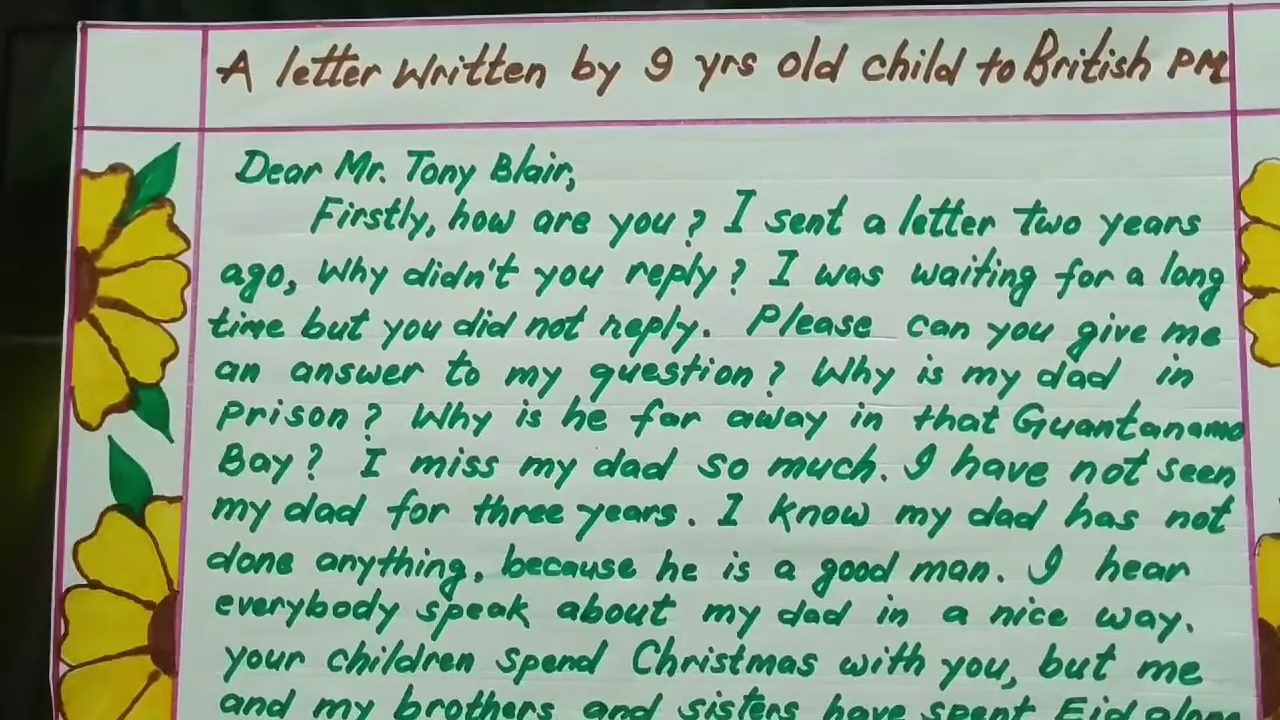 A letter Written by 9 yrs old child to British PM
Dear Mr. Tony Blair,
Firstly, how are you? I sent a letter two years
ago, Why didn't you reply? I was waiting for a long
time but you did not reply. Please can you give me
an answer to my question? Why is my dad in
Prison? Why is he far away in that Guantanamo
Bay? I miss my dad so much. I have not seen
my dad for three years. I know my dad has not
done anything, because he is a good man. I hear
everybody speak about my dad in a nice way.
your children spend Christmas with you, but me
and my brothers and sisters have spent Eid alone